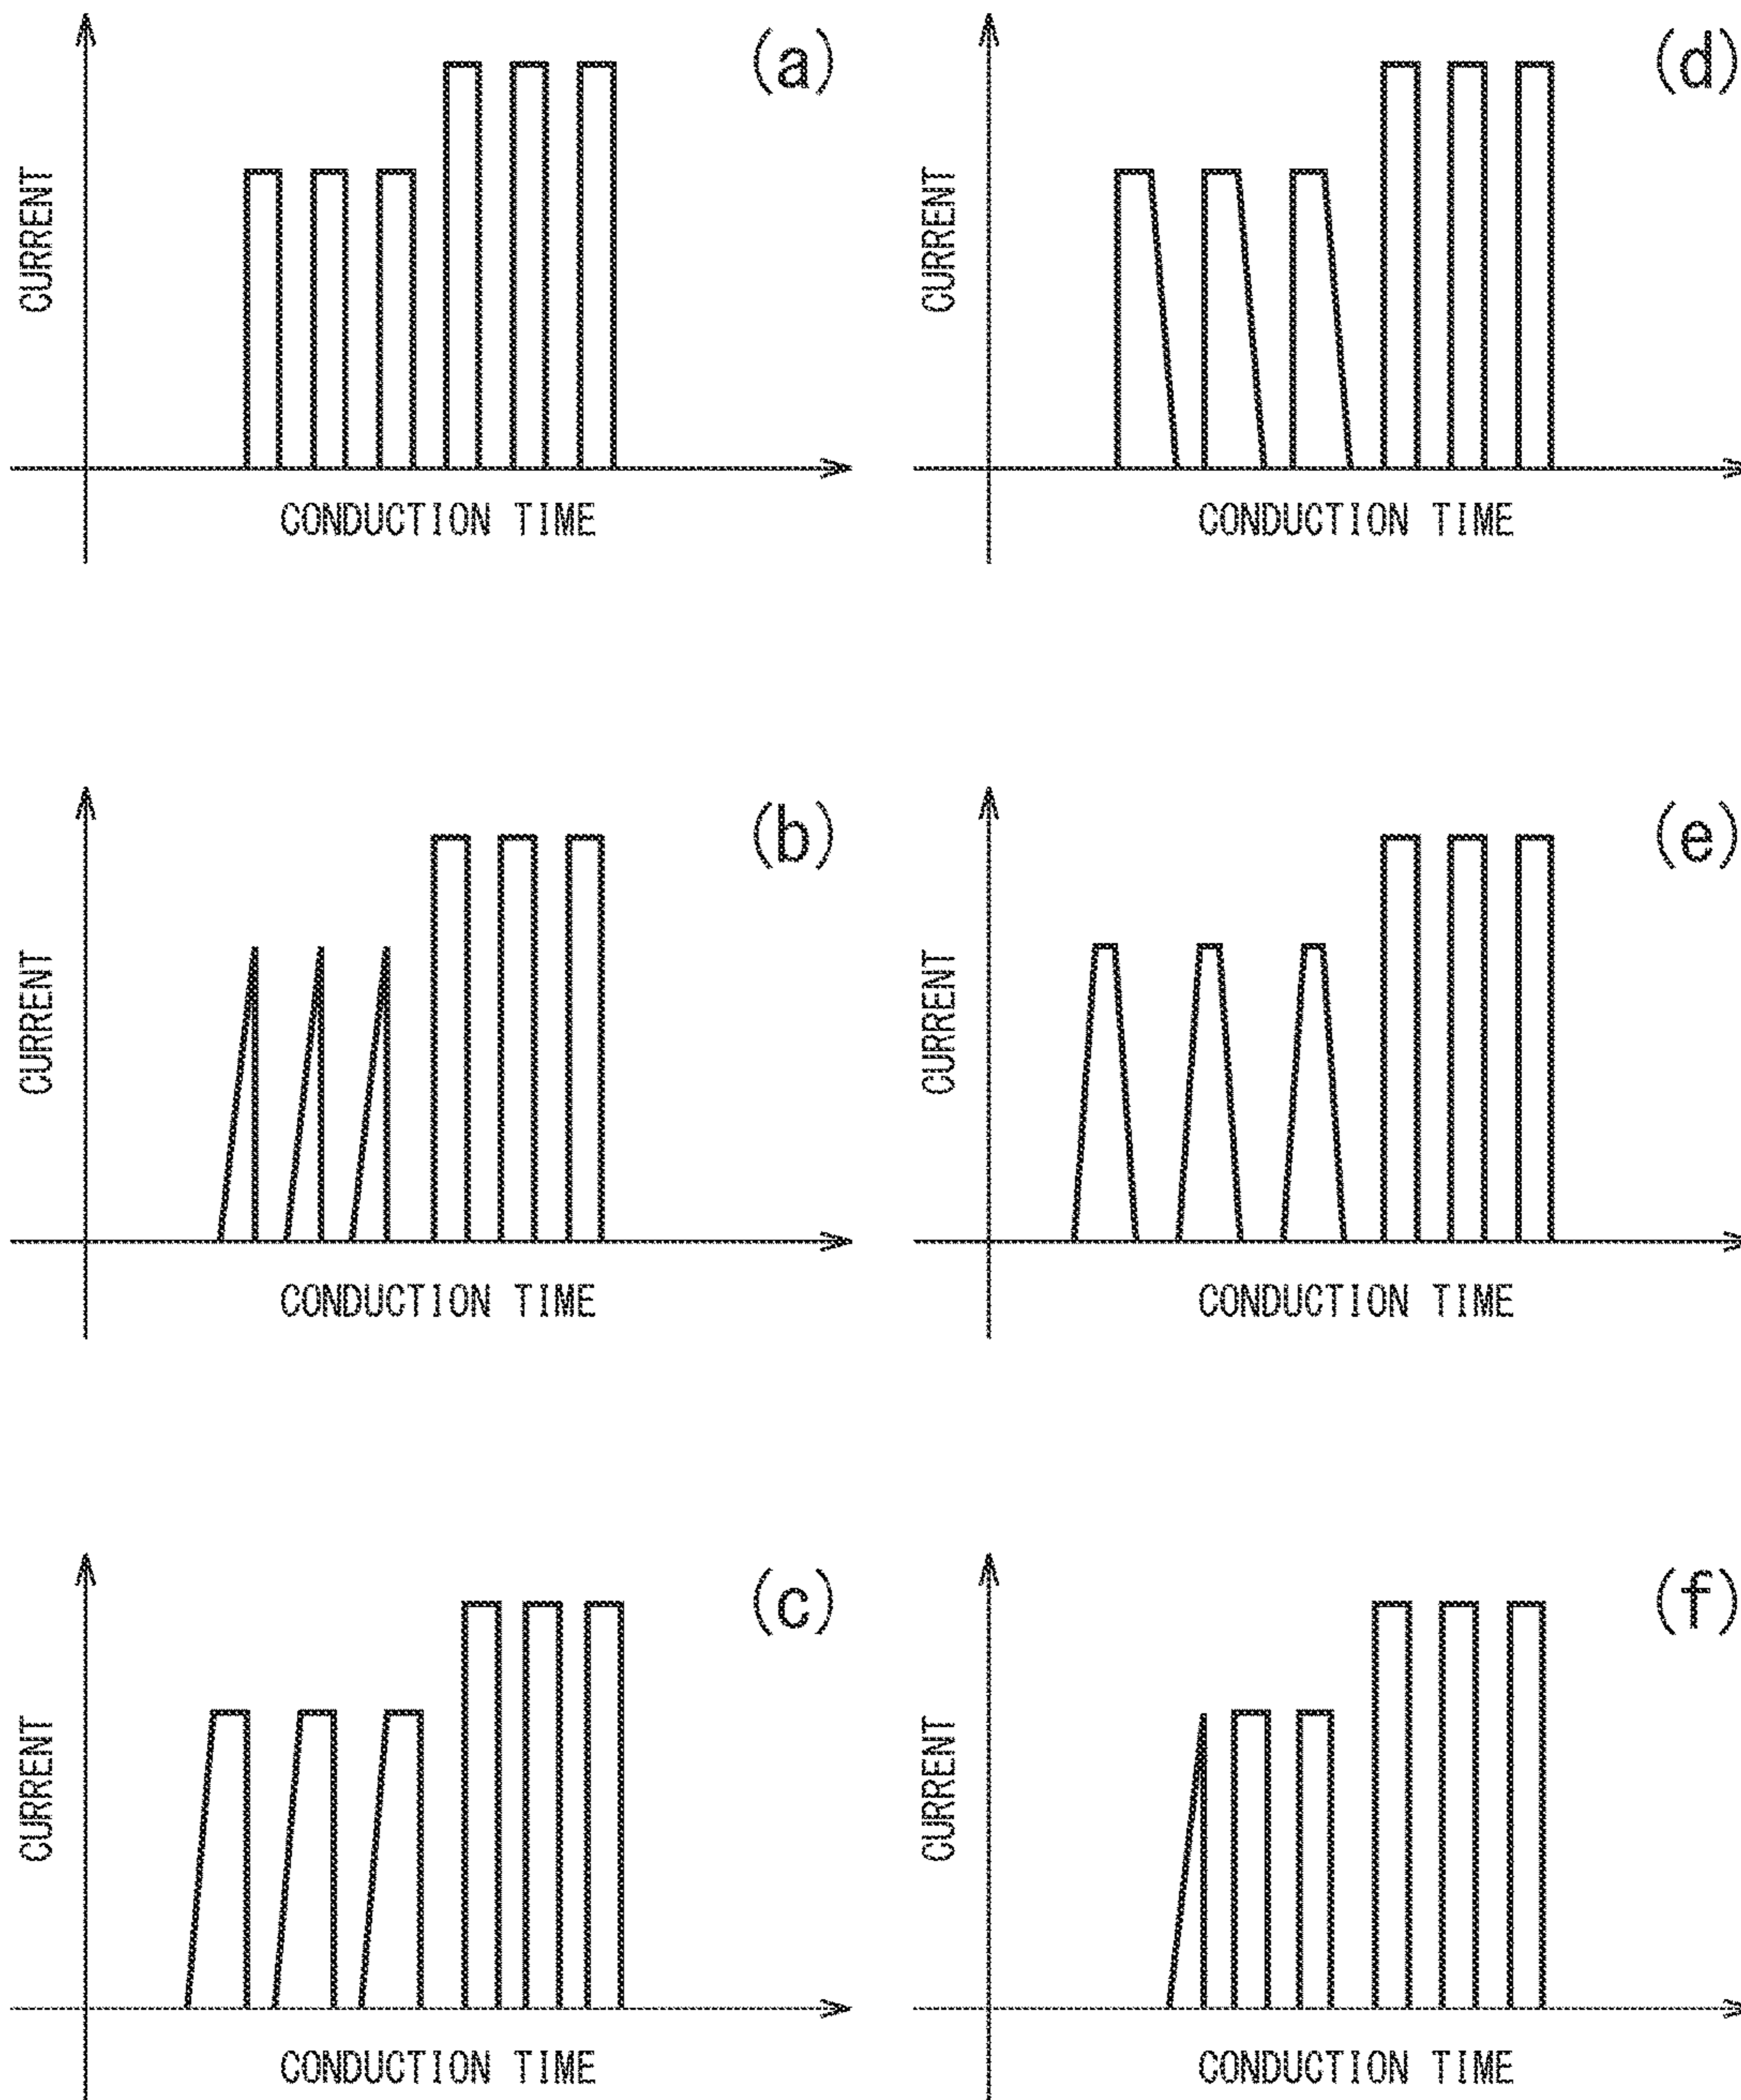 (a)
CURRENT
CONDUCTION TIME
(d)
CURRENT
CONDUCTION TIME
(b)
CURRENT
CONDUCTION TIME
(e)
CURRENT
CONDUCTION TIME
(c)
CURRENT
CONDUCTION TIME
(f)
CURRENT
CONDUCTION TIME